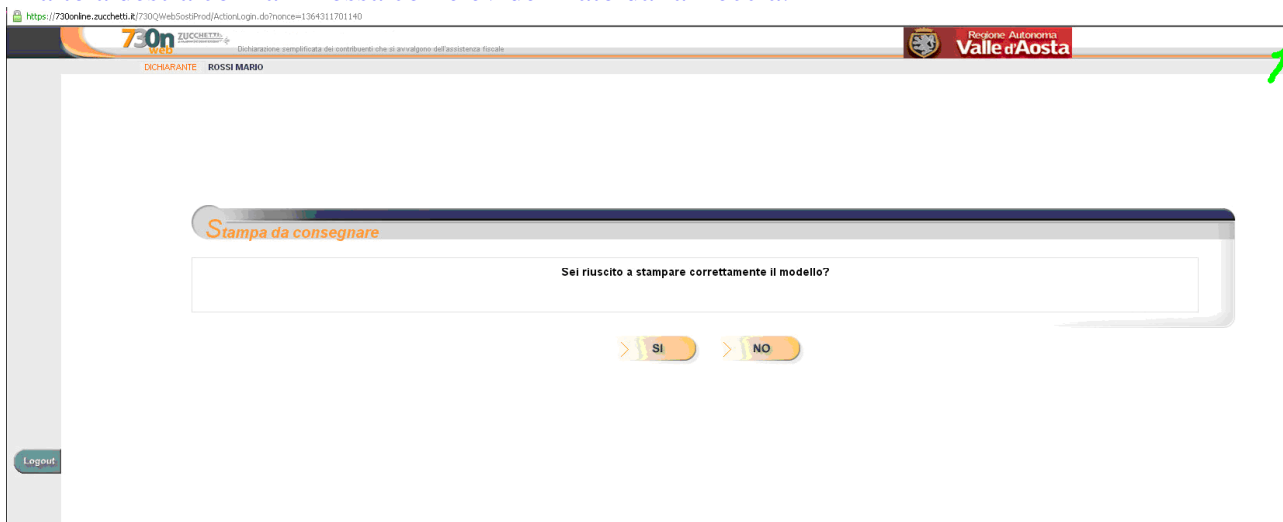 https://730online.zucchetti.it/730QWebSostiProd/ActionLogin.do?nonce=1364311701140
730n web ZUCCHETTI Dichiarazione semplificata dei contribuenti che si avvalgono dell'assistenza fiscale
Regione Autonoma
Valle d'Aosta
DICHIARANTE ROSSI MARIO
Stampa da consegnare
Sei riuscito a stampare correttamente il modello?
SI NO
Logout